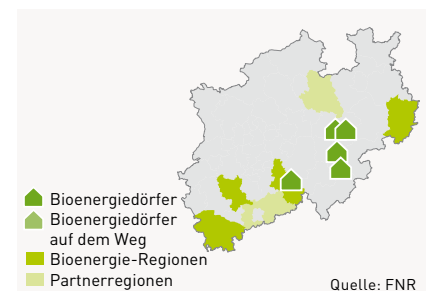 Bioenergiedörfer
Bioenergiedörfer
auf dem Weg
Bioenergie-Regionen
Partnerregionen
Quelle: FNR